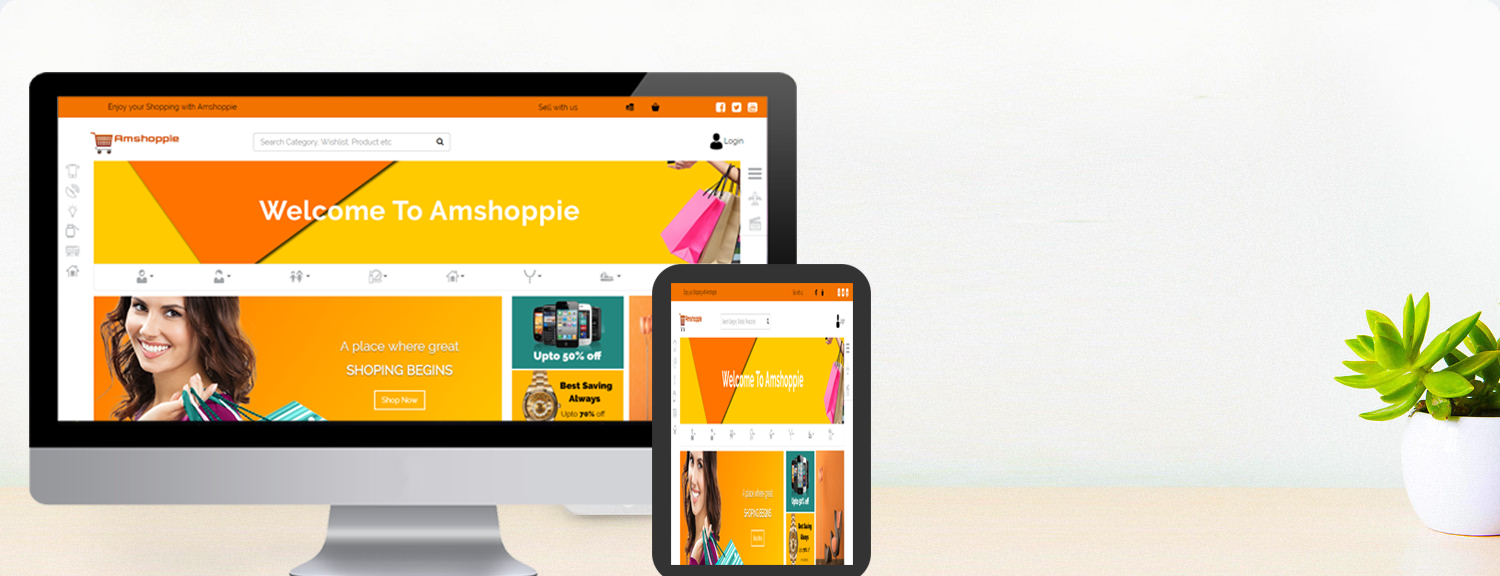 Enjoy your Shopping with Amshoppie
Sell with us
Amshoppie
Search Category, Wishlist, Product etc
Login
Welcome To Amshoppie
A place where great
SHOPING BEGINS
Shop Now
Upto 50% off
Best Saving
Always
Upto 70% off
Amshoppie
Welcome To Amshoppie
A place where great
SHOPING BEGINS
Upto 50% off
Best Saving
Always